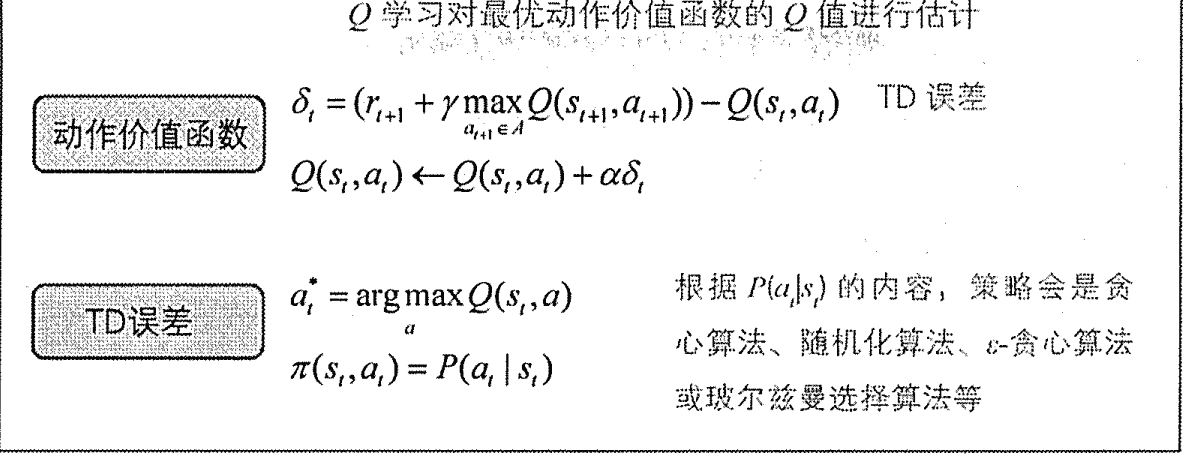 Q 学习对最优动作价值函数的 Q 值进行估计
动作价值函数
δ_t = (r_{t+1} + γ max_{a_{t+1}∈A} Q(s_{t+1}, a_{t+1})) − Q(s_t, a_t) TD 误差
Q(s_t, a_t) ← Q(s_t, a_t) + αδ_t
TD误差
a_t^* = arg max_a Q(s_t, a)
π(s_t, a_t) = P(a_t | s_t)
根据 P(a_t|s_t) 的内容，策略会是贪
心算法、随机化算法、ε-贪心算法
或玻尔兹曼选择算法等